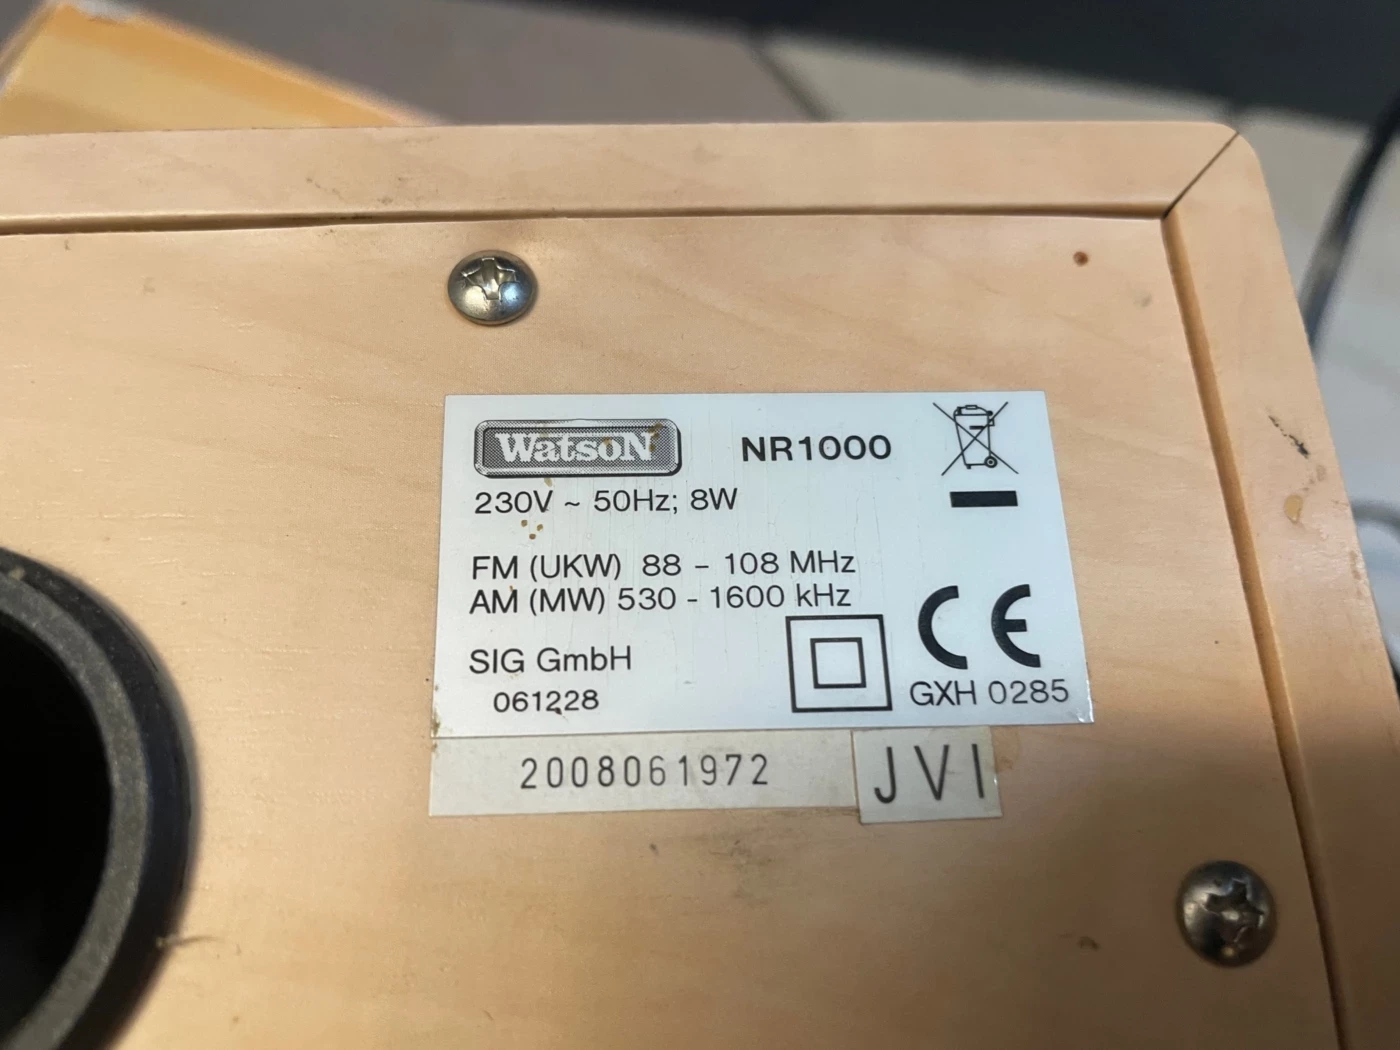 WatsoN NR1000
230V ~ 50Hz; 8W
FM (UKW) 88 - 108 MHz
AM (MW) 530 - 1600 kHz
SIG GmbH
061228
CE
GXH 0285
2008061972
JVI